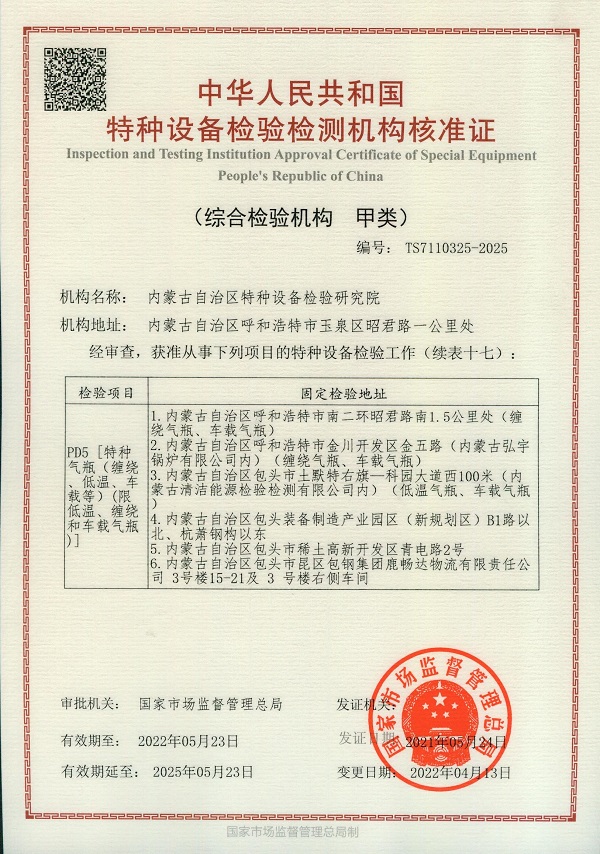 中华人民共和国
特种设备检验检测机构核准证
Inspection and Testing Institution Approval Certificate of Special Equipment
People's Republic of China
（综合检验机构　甲类）
编号： TS7110325-2025
机构名称： 内蒙古自治区特种设备检验研究院
机构地址： 内蒙古自治区呼和浩特市玉泉区昭君路一公里处
经审查，获准从事下列项目的特种设备检验工作（续表十七）：
检验项目
固定检验地址
PD5 [特种
气瓶（缠绕
、低温、车
载等）(限
低温、缠绕
和车载气瓶
)]
1.内蒙古自治区呼和浩特市南二环昭君路南1.5公里处（缠
绕气瓶、车载气瓶）
2.内蒙古自治区呼和浩特市金川开发区金五路（内蒙古弘宇
锅炉有限公司内）（缠绕气瓶、车载气瓶）
3.内蒙古自治区包头市土默特右旗—科园大道西100米（内
蒙古清洁能源检验检测有限公司内）（低温气瓶、车载气瓶
）
4.内蒙古自治区包头装备制造产业园区（新规划区）B1路以
北、杭萧钢构以东
5.内蒙古自治区包头市稀土高新开发区青电路2号
6.内蒙古自治区包头市昆区包钢集团鹿畅达物流有限责任公
司 3号楼15-21及 3 号楼右侧车间
审批机关： 国家市场监督管理总局
发证机关：
国家市场监督管理总局
有效期至： 2022年05月23日
发证日期： 2021年05月24日
有效期延至： 2025年05月23日
变更日期： 2022年04月13日
国家市场监督管理总局制